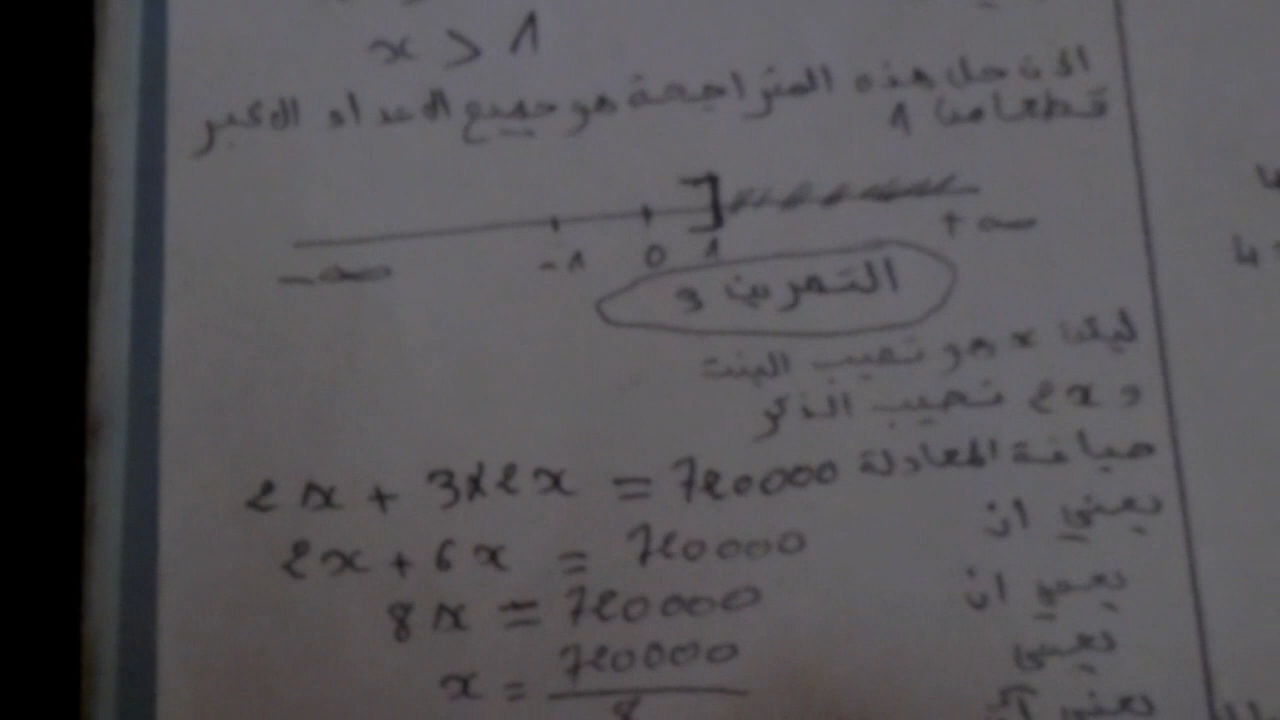 x > 1
اذن حل هذه المتراجحة هو جميع الاعداد الاكبر
قطعا من 1
-∞ -1 0 1 +∞
التمرين 3
ليكن x هو نصيب البنت
و 2x نصيب الذكر
صياغة المعادلة 2x + 3×2x = 720000
يعني ان 2x + 6x = 720000
يعني ان 8x = 720000
يعني x = 720000/8
يعني ان